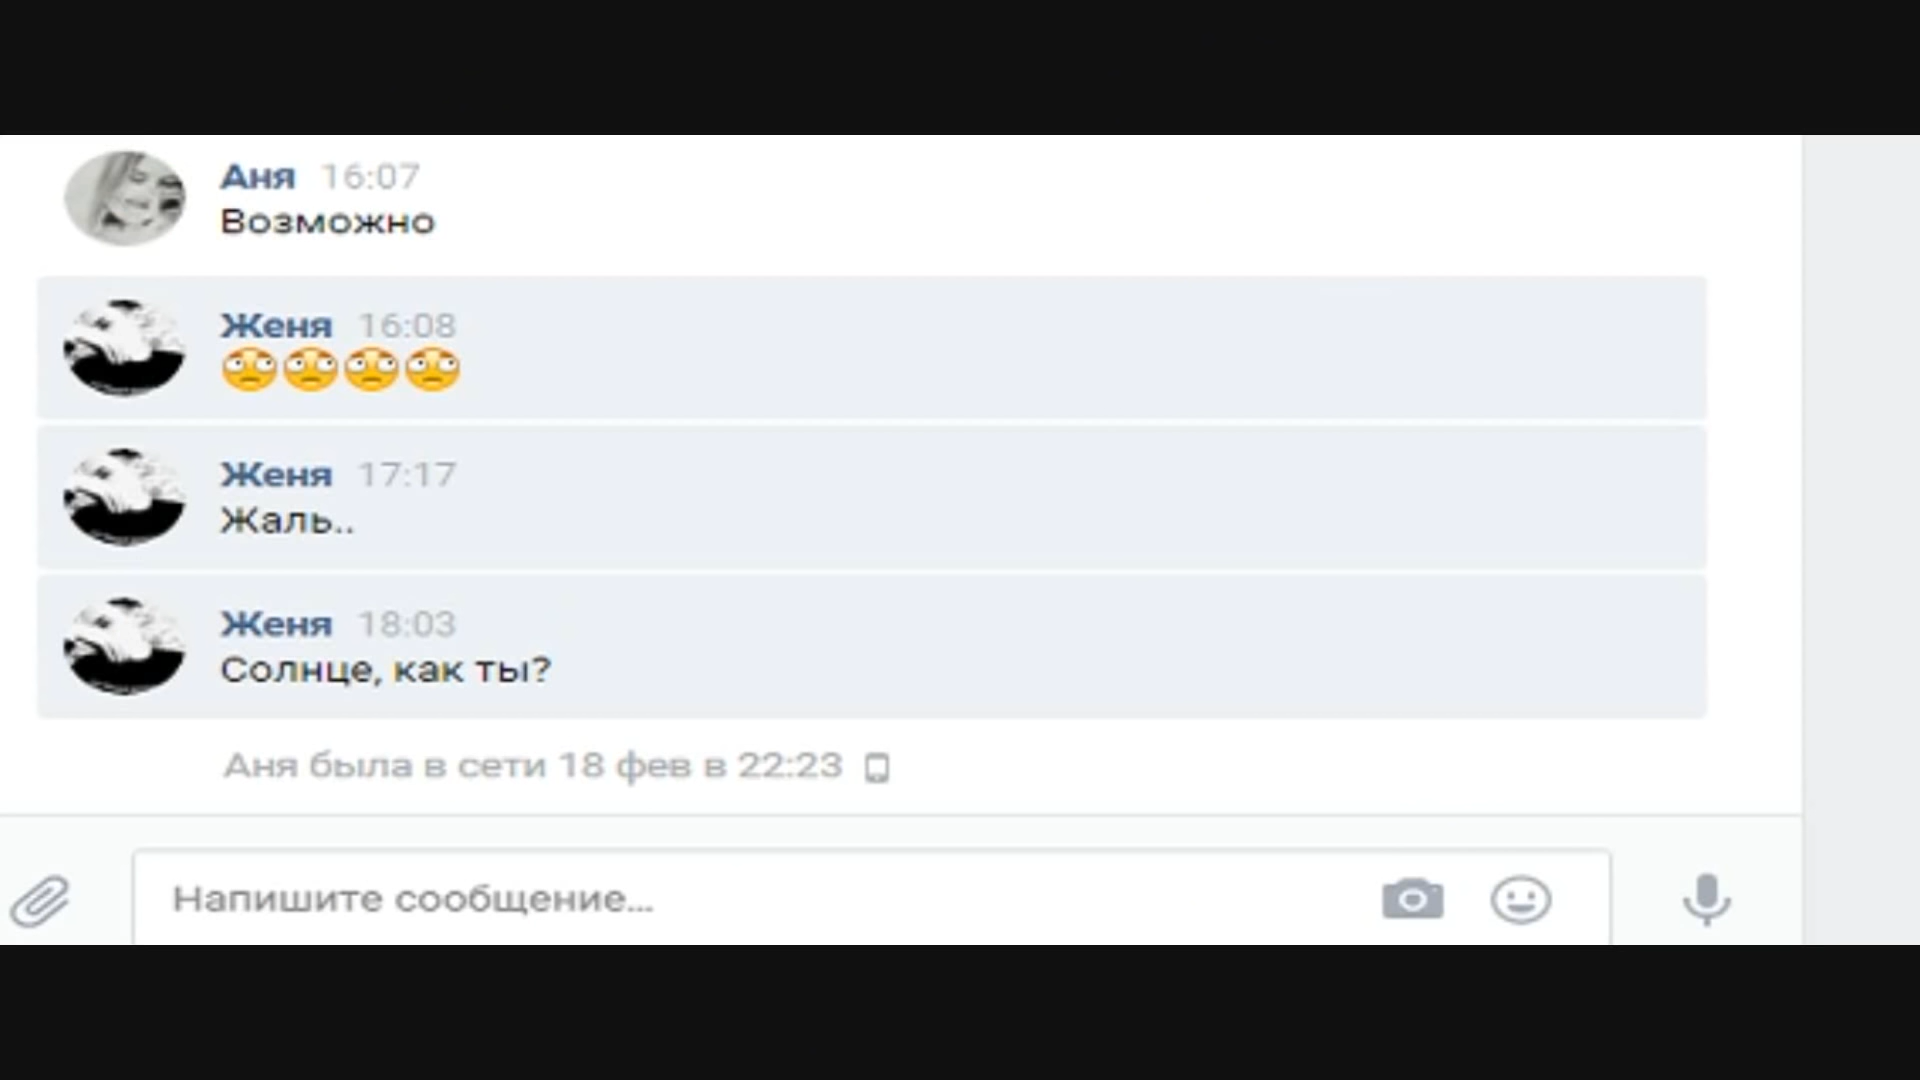 Аня 16:07
Возможно
Женя 16:08
🙄🙄🙄🙄
Женя 17:17
Жаль..
Женя 18:03
Солнце, как ты?
Аня была в сети 18 фев в 22:23
Напишите сообщение...